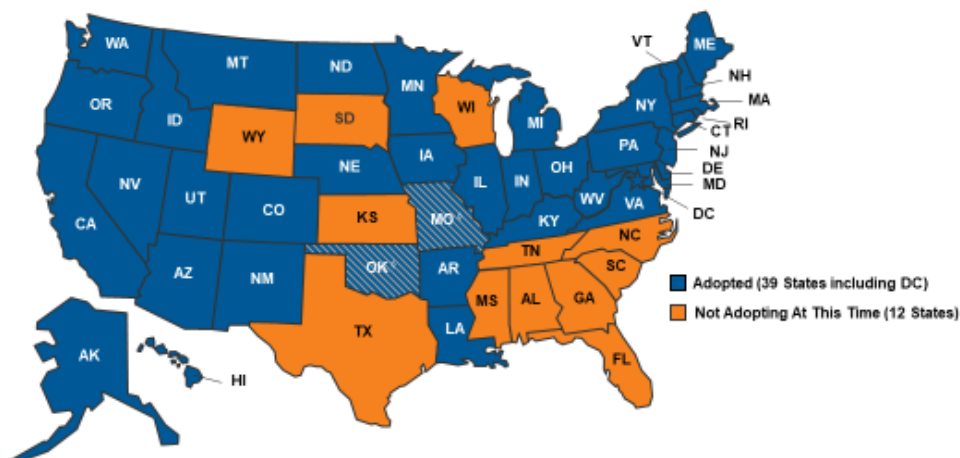 WA
MT
ND
MN
VT
ME
NH
MA
RI
CT
NJ
DE
MD
DC
OR
ID
WY
SD
WI
MI
NY
PA
NV
UT
CO
NE
IA
IL
IN
OH
WV
VA
CA
AZ
NM
KS
MO
OK
AR
KY
TN
NC
SC
TX
LA
MS
AL
GA
FL
AK
HI
Adopted (39 States including DC)
Not Adopting At This Time (12 States)